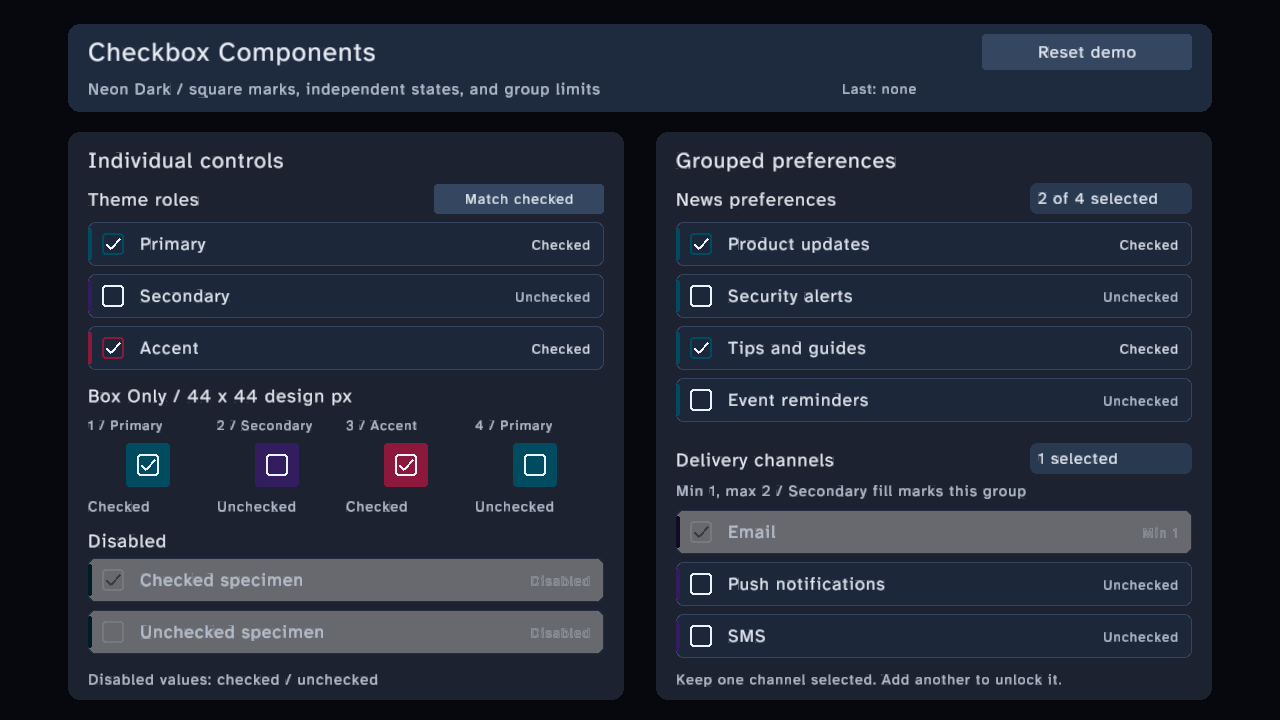 Checkbox Components
Reset demo
Neon Dark / square marks, independent states, and group limits
Last: none
Individual controls
Theme roles
Match checked
Primary
Checked
Secondary
Unchecked
Accent
Checked
Box Only / 44 x 44 design px
1 / Primary
2 / Secondary
3 / Accent
4 / Primary
Checked
Unchecked
Checked
Unchecked
Disabled
Checked specimen
Disabled
Unchecked specimen
Disabled
Disabled values: checked / unchecked
Grouped preferences
News preferences
2 of 4 selected
Product updates
Checked
Security alerts
Unchecked
Tips and guides
Checked
Event reminders
Unchecked
Delivery channels
1 selected
Min 1, max 2 / Secondary fill marks this group
Email
Min 1
Push notifications
Unchecked
SMS
Unchecked
Keep one channel selected. Add another to unlock it.